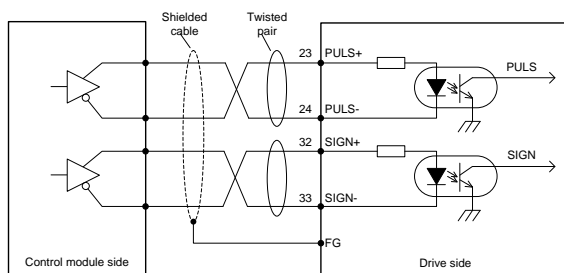 Shielded
cable
Twisted
pair
23 PULS+
PULS
24 PULS-
32 SIGN+
SIGN
33 SIGN-
FG
Control module side
Drive side